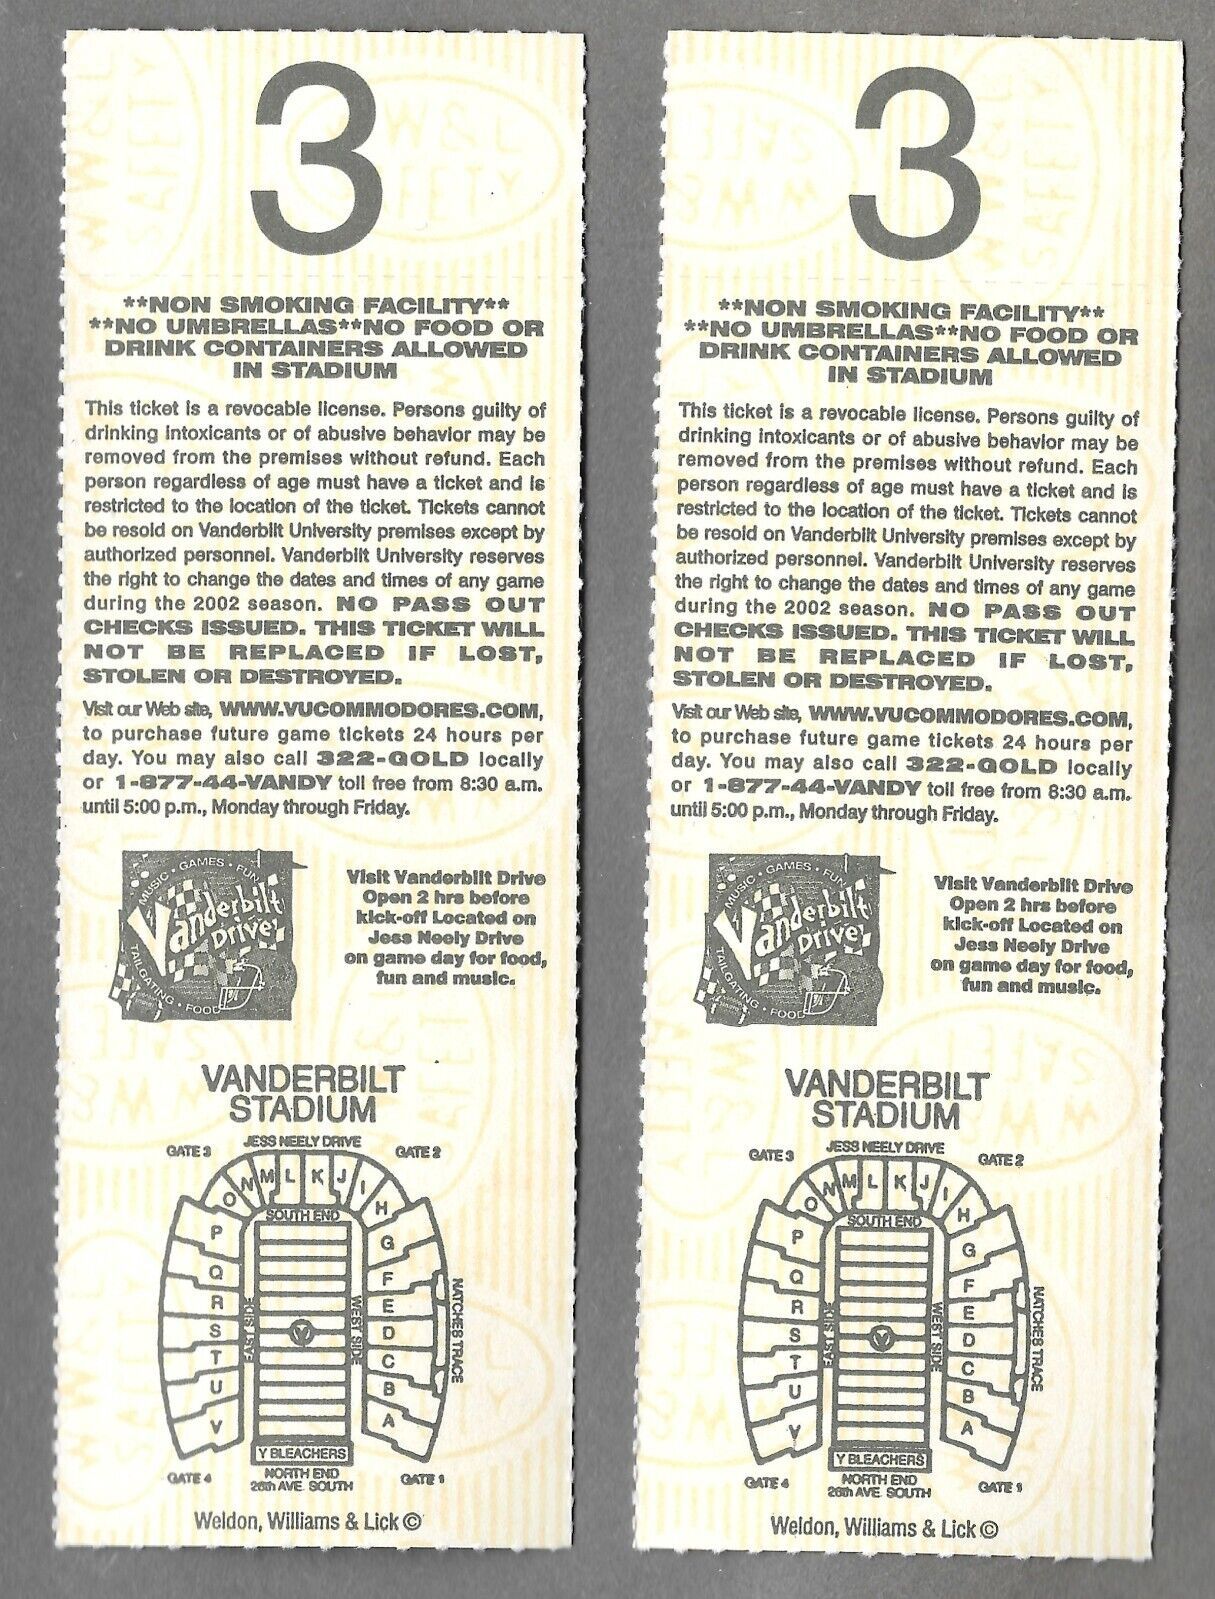 3
**NON SMOKING FACILITY**
**NO UMBRELLAS**NO FOOD OR
DRINK CONTAINERS ALLOWED
IN STADIUM
This ticket is a revocable license. Persons guilty of
drinking intoxicants or of abusive behavior may be
removed from the premises without refund. Each
person regardless of age must have a ticket and is
restricted to the location of the ticket. Tickets cannot
be resold on Vanderbilt University premises except by
authorized personnel. Vanderbilt University reserves
the right to change the dates and times of any game
during the 2002 season. NO PASS OUT
CHECKS ISSUED. THIS TICKET WILL
NOT BE REPLACED IF LOST,
STOLEN OR DESTROYED.
Visit our Web site, WWW.VUCOMMODORES.COM,
to purchase future game tickets 24 hours per
day. You may also call 322-GOLD locally
or 1-877-44-VANDY toll free from 8:30 a.m.
until 5:00 p.m., Monday through Friday.
MUSIC • GAMES • FUN
Vanderbilt
Drive
TAILGATING • FOOD
Visit Vanderbilt Drive
Open 2 hrs before
kick-off Located on
Jess Neely Drive
on game day for food,
fun and music.
VANDERBILT
STADIUM
JESS NEELY DRIVE
GATE 3
GATE 2
O N M L K J I H
SOUTH END
P
Q
R
S
T
U
V
EAST SIDE
V
WEST SIDE
G
F
E
D
C
B
A
NATCHES TRACE
Y BLEACHERS
GATE 4
NORTH END
26th AVE. SOUTH
GATE 1
Weldon, Williams & Lick ©
3
**NON SMOKING FACILITY**
**NO UMBRELLAS**NO FOOD OR
DRINK CONTAINERS ALLOWED
IN STADIUM
This ticket is a revocable license. Persons guilty of
drinking intoxicants or of abusive behavior may be
removed from the premises without refund. Each
person regardless of age must have a ticket and is
restricted to the location of the ticket. Tickets cannot
be resold on Vanderbilt University premises except by
authorized personnel. Vanderbilt University reserves
the right to change the dates and times of any game
during the 2002 season. NO PASS OUT
CHECKS ISSUED. THIS TICKET WILL
NOT BE REPLACED IF LOST,
STOLEN OR DESTROYED.
Visit our Web site, WWW.VUCOMMODORES.COM,
to purchase future game tickets 24 hours per
day. You may also call 322-GOLD locally
or 1-877-44-VANDY toll free from 8:30 a.m.
until 5:00 p.m., Monday through Friday.
MUSIC • GAMES • FUN
Vanderbilt
Drive
TAILGATING • FOOD
Visit Vanderbilt Drive
Open 2 hrs before
kick-off Located on
Jess Neely Drive
on game day for food,
fun and music.
VANDERBILT
STADIUM
JESS NEELY DRIVE
GATE 3
GATE 2
O N M L K J I H
SOUTH END
P
Q
R
S
T
U
V
EAST SIDE
V
WEST SIDE
G
F
E
D
C
B
A
NATCHES TRACE
Y BLEACHERS
GATE 4
NORTH END
26th AVE. SOUTH
GATE 1
Weldon, Williams & Lick ©